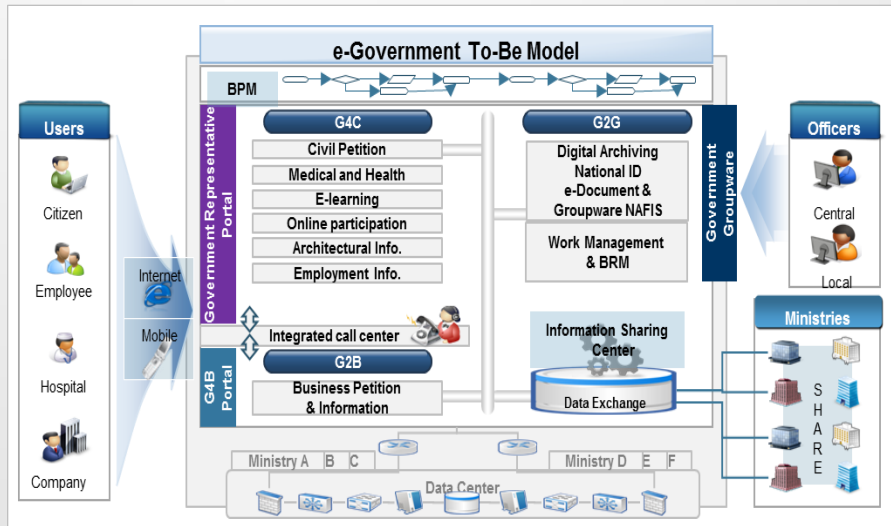 e-Government To-Be Model
BPM
Users
Citizen
Employee
Hospital
Company
Internet
Mobile
Government Representative
Portal
G4C
Civil Petition
Medical and Health
E-learning
Online participation
Architectural Info.
Employment Info.
Integrated call center
G4B
Portal
G2B
Business Petition
& Information
G2G
Digital Archiving
National ID
e-Document &
Groupware NAFIS
Work Management
& BRM
Information Sharing
Center
Data Exchange
Government
Groupware
Officers
Central
Local
Ministries
SHARE
Ministry A B C
Ministry D E F
Data Center